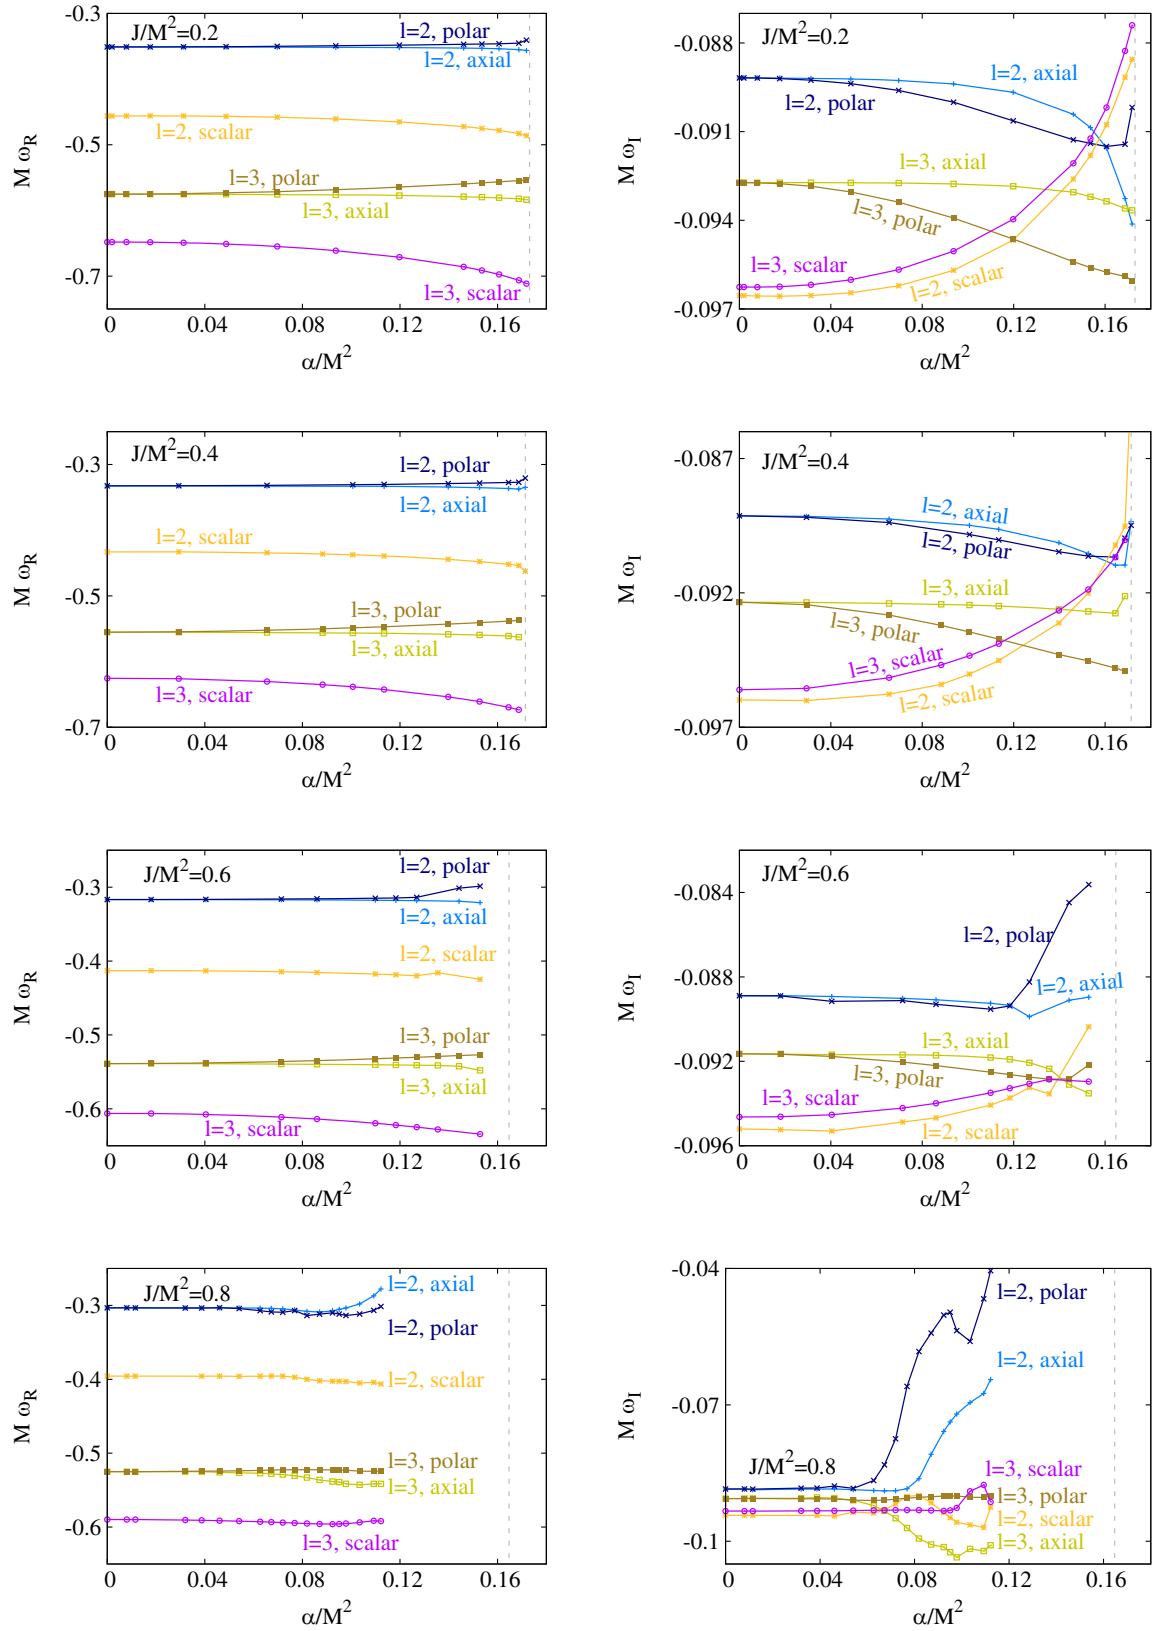 J/M²=0.2
-0.3
-0.5
-0.7
M ω_R
l=2, polar
l=2, axial
l=2, scalar
l=3, polar
l=3, axial
l=3, scalar
0 0.04 0.08 0.12 0.16
α/M²
J/M²=0.2
-0.088
-0.091
-0.094
-0.097
M ω_I
l=2, axial
l=2, polar
l=3, axial
l=3, polar
l=3, scalar
l=2, scalar
0 0.04 0.08 0.12 0.16
α/M²
J/M²=0.4
-0.3
-0.5
-0.7
M ω_R
l=2, polar
l=2, axial
l=2, scalar
l=3, polar
l=3, axial
l=3, scalar
0 0.04 0.08 0.12 0.16
α/M²
J/M²=0.4
-0.087
-0.092
-0.097
M ω_I
l=2, axial
l=2, polar
l=3, axial
l=3, polar
l=3, scalar
l=2, scalar
0 0.04 0.08 0.12 0.16
α/M²
J/M²=0.6
-0.3
-0.4
-0.5
-0.6
M ω_R
l=2, polar
l=2, axial
l=2, scalar
l=3, polar
l=3, axial
l=3, scalar
0 0.04 0.08 0.12 0.16
α/M²
J/M²=0.6
-0.084
-0.088
-0.092
-0.096
M ω_I
l=2, polar
l=2, axial
l=3, axial
l=3, polar
l=3, scalar
l=2, scalar
0 0.04 0.08 0.12 0.16
α/M²
J/M²=0.8
-0.3
-0.4
-0.5
-0.6
M ω_R
l=2, axial
l=2, polar
l=2, scalar
l=3, polar
l=3, axial
l=3, scalar
0 0.04 0.08 0.12 0.16
α/M²
-0.04
-0.07
-0.1
M ω_I
l=2, polar
l=2, axial
J/M²=0.8
l=3, scalar
l=3, polar
l=2, scalar
l=3, axial
0 0.04 0.08 0.12 0.16
α/M²